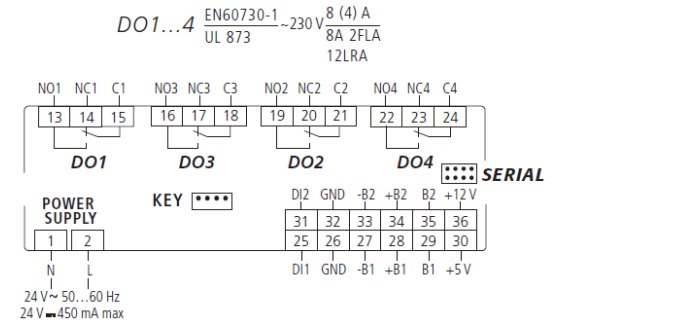 DO1...4 EN60730-1 ~230 V 8 (4) A
UL 873 8A 2FLA
12LRA
NO1 NC1 C1 NO3 NC3 C3 NO2 NC2 C2 NO4 NC4 C4
13 14 15 16 17 18 19 20 21 22 23 24
DO1 DO3 DO2 DO4
SERIAL
POWER
SUPPLY
KEY
DI2 GND -B2 +B2 B2 +12 V
31 32 33 34 35 36
1 2 25 26 27 28 29 30
N L DI1 GND -B1 +B1 B1 +5 V
24 V~ 50...60 Hz
24 V⎓450 mA max